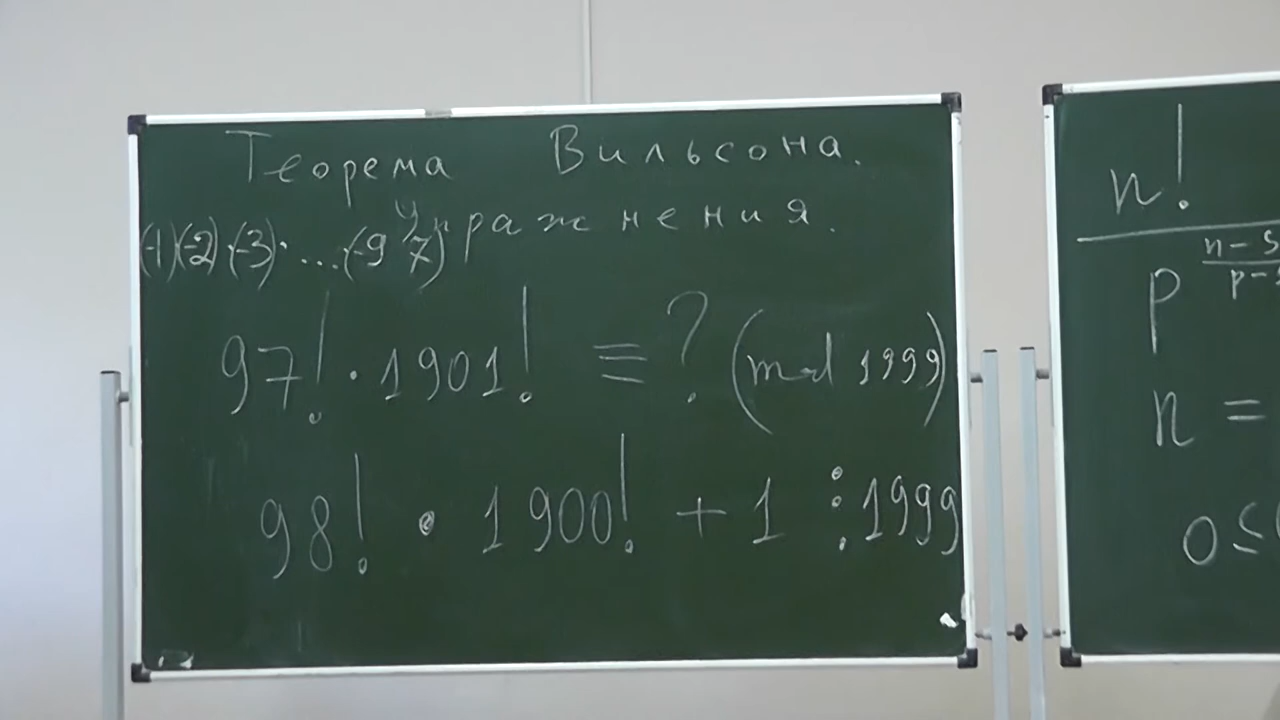 Теорема Вильсона.
Упражнения.
(-1)(-2)·(-3)·...·(-97)
97! · 1901! ≡ ? (mod 1999)
98! · 1900! + 1 ⋮ 1999
n!
p n-s
p-
n =
0 ≤